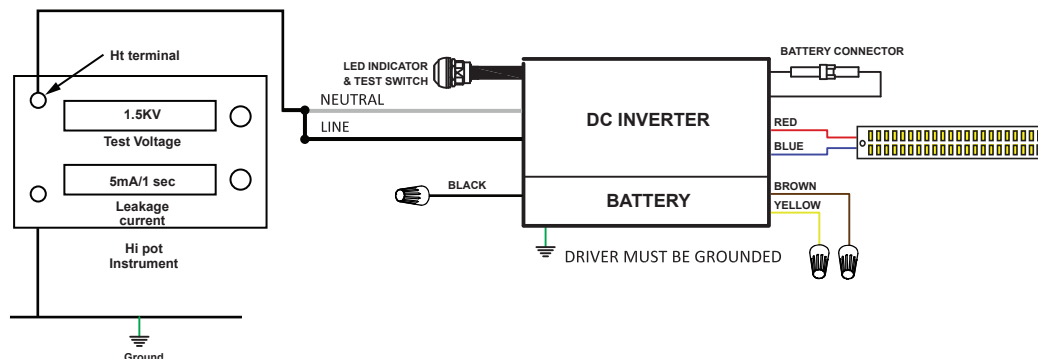 Ht terminal
1.5KV
Test Voltage
5mA/1 sec
Leakage
current
Hi pot
Instrument
Ground
LED INDICATOR
& TEST SWITCH
NEUTRAL
LINE
BLACK
DC INVERTER
BATTERY
DRIVER MUST BE GROUNDED
BATTERY CONNECTOR
RED
BLUE
BROWN
YELLOW